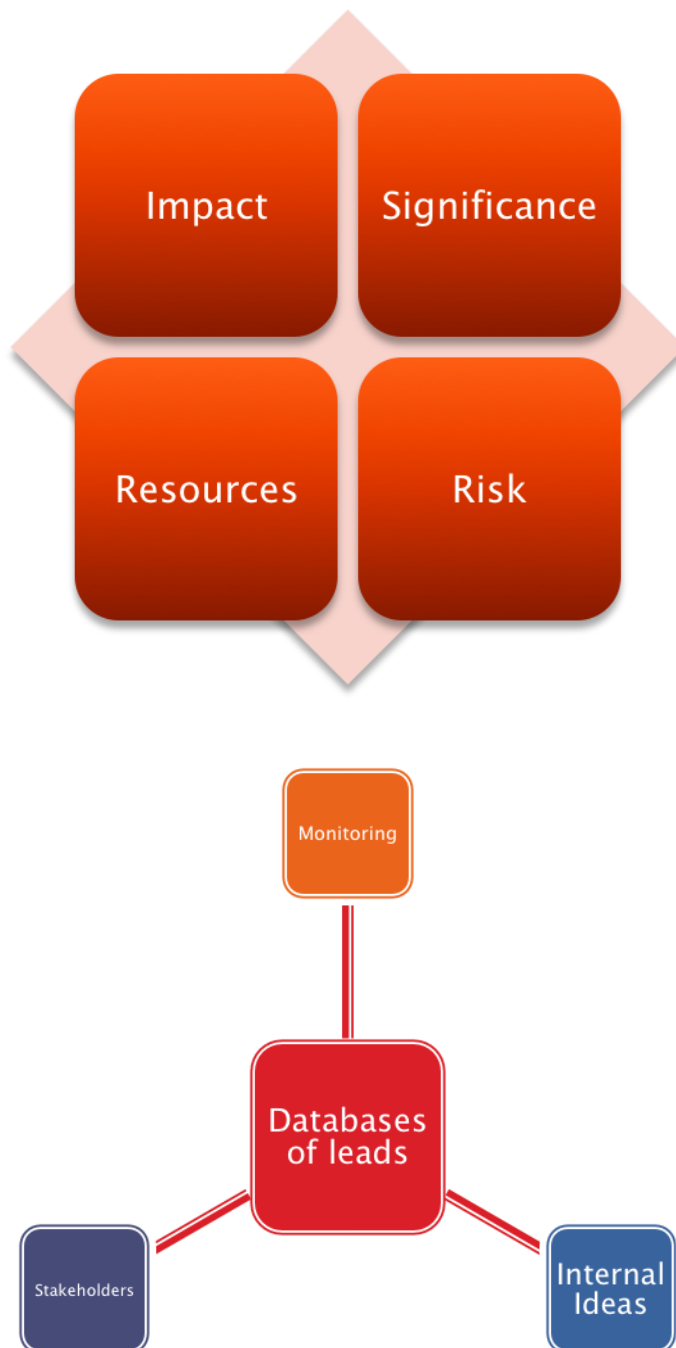 Impact
Significance
Resources
Risk
Monitoring
Databases
of leads
Stakeholders
Internal
Ideas